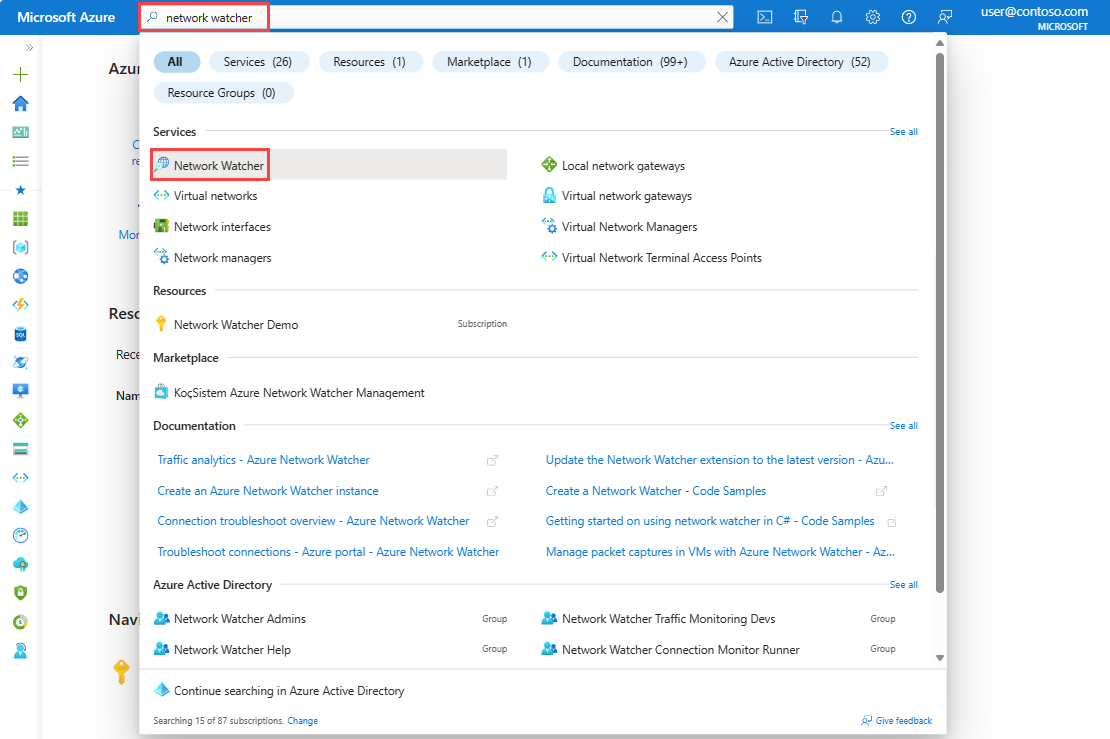 Microsoft Azure
network watcher
user@contoso.com
MICROSOFT
All
Services (26)
Resources (1)
Marketplace (1)
Documentation (99+)
Azure Active Directory (52)
Resource Groups (0)
Services
See all
Network Watcher
Local network gateways
Virtual networks
Virtual network gateways
Network interfaces
Virtual Network Managers
Network managers
Virtual Network Terminal Access Points
Resources
Network Watcher Demo
Subscription
Marketplace
KoçSistem Azure Network Watcher Management
Documentation
See all
Traffic analytics - Azure Network Watcher
Update the Network Watcher extension to the latest version - Azu...
Create an Azure Network Watcher instance
Create a Network Watcher - Code Samples
Connection troubleshoot overview - Azure Network Watcher
Getting started on using network watcher in C# - Code Samples
Troubleshoot connections - Azure portal - Azure Network Watcher
Manage packet captures in VMs with Azure Network Watcher - Az...
Azure Active Directory
See all
Network Watcher Admins
Group
Network Watcher Traffic Monitoring Devs
Group
Network Watcher Help
Group
Network Watcher Connection Monitor Runner
Group
Continue searching in Azure Active Directory
Searching 15 of 87 subscriptions. Change
Give feedback